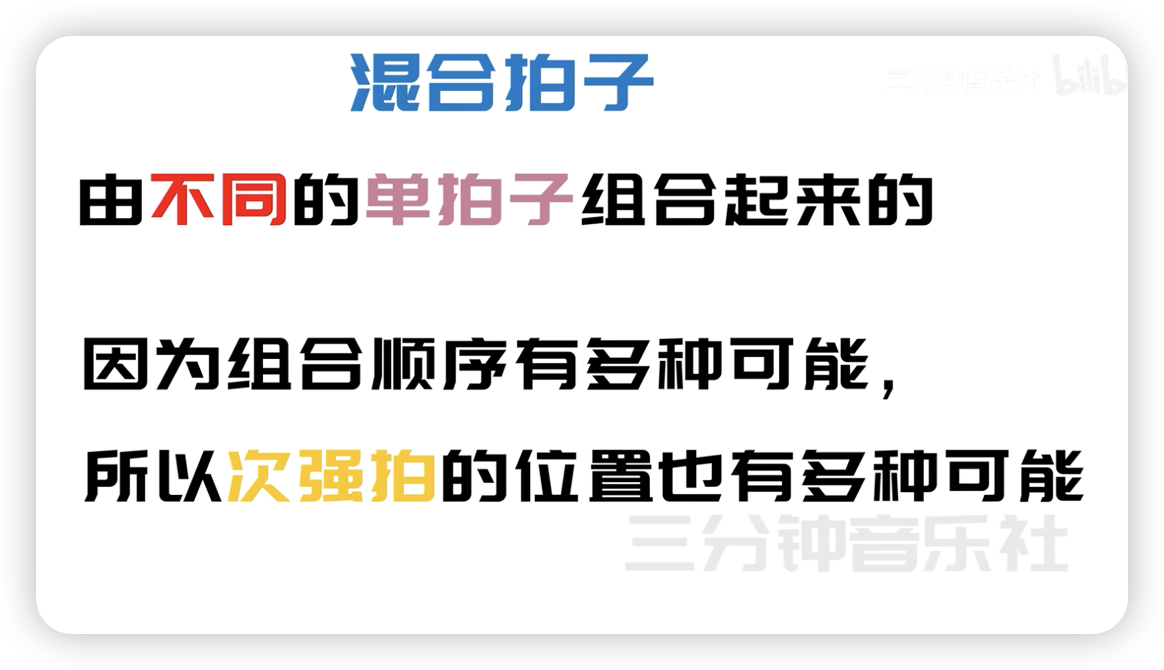 混合拍子
三分钟音乐社 bilib
由不同的单拍子组合起来的
因为组合顺序有多种可能，
所以次强拍的位置也有多种可能
三分钟音乐社